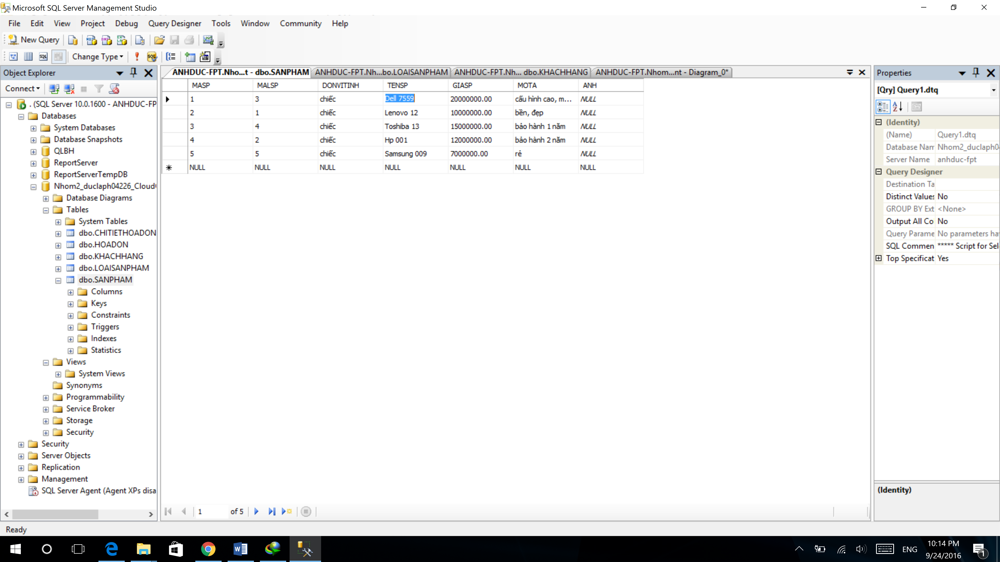 Microsoft SQL Server Management Studio
File Edit View Project Debug Query Designer Tools Window Community Help
New Query
Change Type
Object Explorer
Connect
. (SQL Server 10.0.1600 - ANHDUC-FP
Databases
System Databases
Database Snapshots
QLBH
ReportServer
ReportServerTempDB
Nhom2_duclaph04226_Cloud
Database Diagrams
Tables
System Tables
dbo.CHITIETHOADON
dbo.HOADON
dbo.KHACHHANG
dbo.LOAISANPHAM
dbo.SANPHAM
Columns
Keys
Constraints
Triggers
Indexes
Statistics
Views
System Views
Synonyms
Programmability
Service Broker
Storage
Security
Security
Server Objects
Replication
Management
SQL Server Agent (Agent XPs disa
ANHDUC-FPT.Nho...t - dbo.SANPHAM ANHDUC-FPT.Nh...bo.LOAISANPHAM ANHDUC-FPT.Nh... dbo.KHACHHANG ANHDUC-FPT.Nhom...nt - Diagram_0*
MASP MALSP DONVITINH TENSP GIASP MOTA ANH
1 3 chiếc Dell 7559 20000000.00 cấu hình cao, m... NULL
2 1 chiếc Lenovo 12 10000000.00 bền, đẹp NULL
3 4 chiếc Toshiba 13 15000000.00 bảo hành 1 năm NULL
4 2 chiếc Hp 001 12000000.00 bảo hành 2 năm NULL
5 5 chiếc Samsung 009 7000000.00 rẻ NULL
NULL NULL NULL NULL NULL NULL NULL
1 of 5
Properties
[Qry] Query1.dtq
(Identity)
(Name) Query1.dtq
Database Nam Nhom2_duclaph0
Server Name anhduc-fpt
Query Designer
Destination Ta
Distinct Values No
GROUP BY Ext <None>
Output All Co No
Query Parame No parameters ha
SQL Commen ***** Script for Sel
Top Specificat Yes
(Identity)
Ready
ENG
10:14 PM
9/24/2016
1